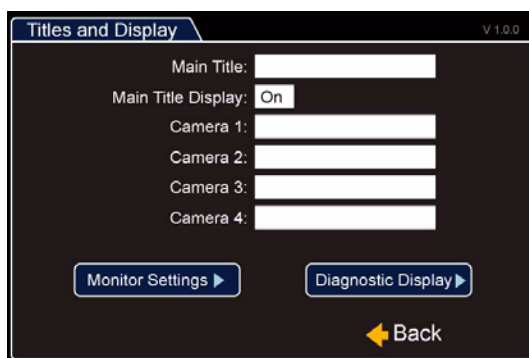 Titles and Display
V 1.0.0
Main Title:
Main Title Display: On
Camera 1:
Camera 2:
Camera 3:
Camera 4:
Monitor Settings
Diagnostic Display
Back